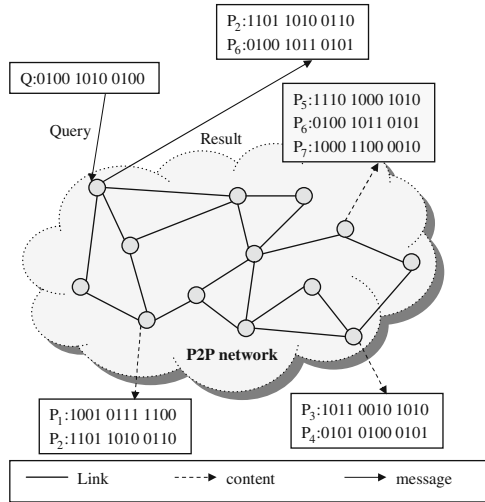 P2:1101 1010 0110
P6:0100 1011 0101
Q:0100 1010 0100
P5:1110 1000 1010
P6:0100 1011 0101
P7:1000 1100 0010
Query
Result
P2P network
P1:1001 0111 1100
P2:1101 1010 0110
P3:1011 0010 1010
P4:0101 0100 0101
Link
content
message